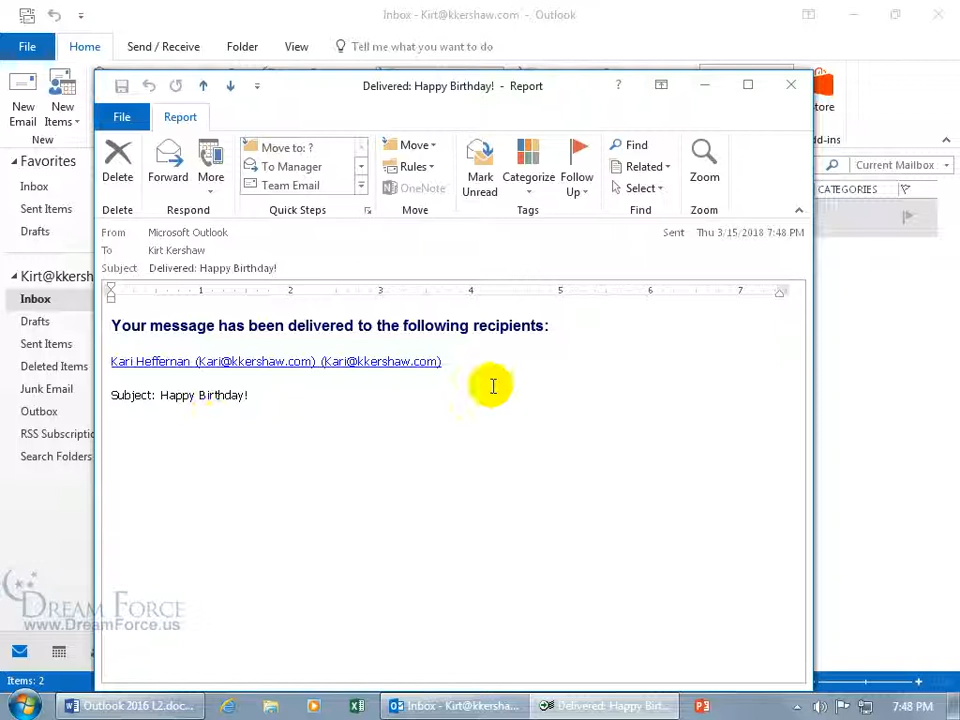 Inbox - Kirt@kkershaw.com - Outlook
File Home Send / Receive Folder View Tell me what you want to do
Delivered: Happy Birthday! - Report
File Report
New Email
New Items
New
Delete
Delete
Forward
More
Respond
Move to: ?
To Manager
Team Email
Quick Steps
Move
Rules
OneNote
Move
Mark Unread
Categorize
Follow Up
Tags
Find
Related
Select
Find
Zoom
Zoom
Current Mailbox
CATEGORIES
Favorites
Inbox
Sent Items
Drafts
Inbox
Drafts
Sent Items
Deleted Items
Junk Email
Outbox
Search Folders
From Microsoft Outlook Sent Thu 3/15/2018 7:48 PM
To Kirt Kershaw
Subject Delivered: Happy Birthday!
1 2 3 4 5 6 7
Your message has been delivered to the following recipients:
Kari Heffernan (Kari@kkershaw.com) (Kari@kkershaw.com)
Subject: Happy Birthday!
DREAM FORCE
www.DreamForce.us
Items: 2
Outlook 2016 L2.doc... Inbox - Kirt@kkersha... Delivered: Happy Birt... 7:48 PM